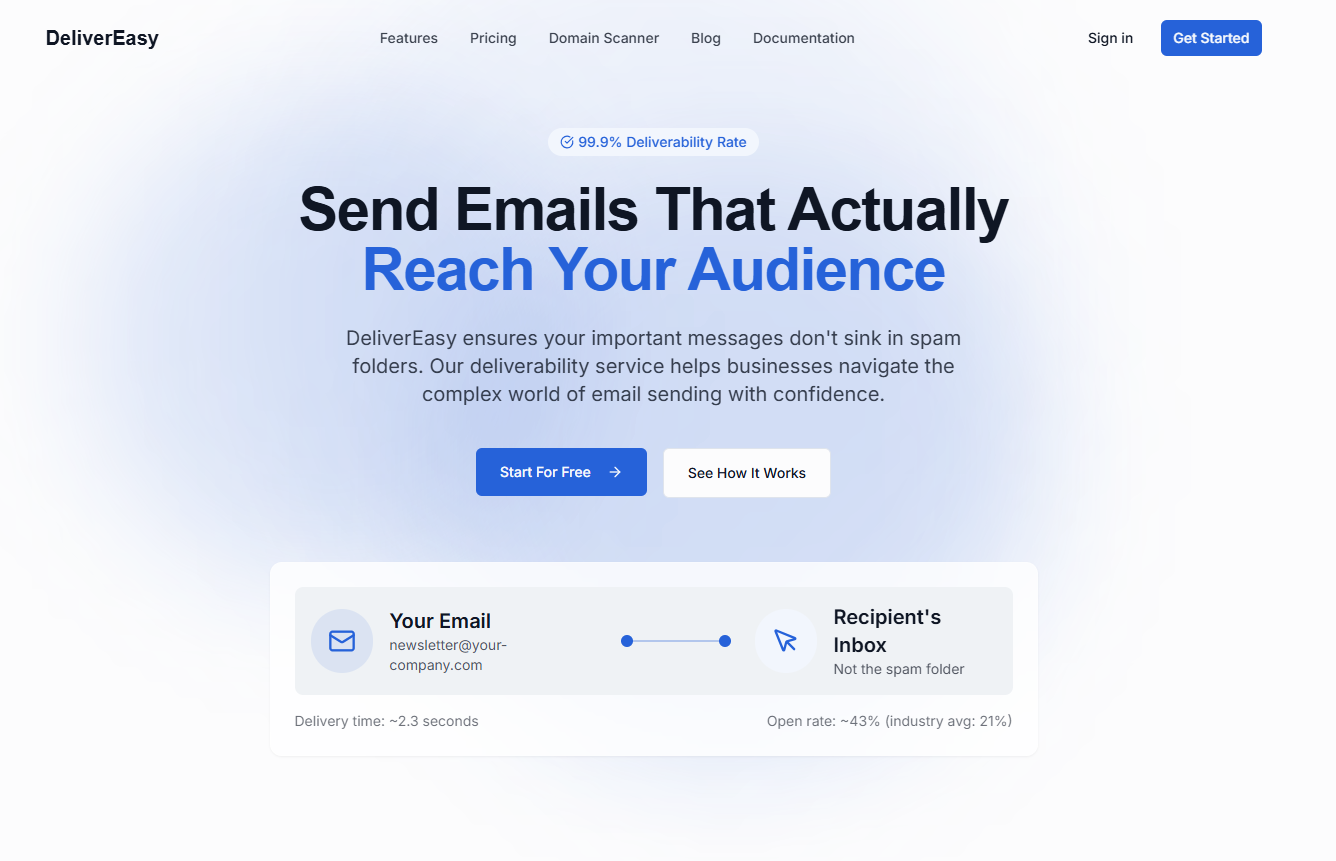 DeliverEasy
Features
Pricing
Domain Scanner
Blog
Documentation
Sign in
Get Started
99.9% Deliverability Rate
Send Emails That Actually
Reach Your Audience
DeliverEasy ensures your important messages don't sink in spam
folders. Our deliverability service helps businesses navigate the
complex world of email sending with confidence.
Start For Free
See How It Works
Your Email
newsletter@your-
company.com
Recipient's
Inbox
Not the spam folder
Delivery time: ~2.3 seconds
Open rate: ~43% (industry avg: 21%)